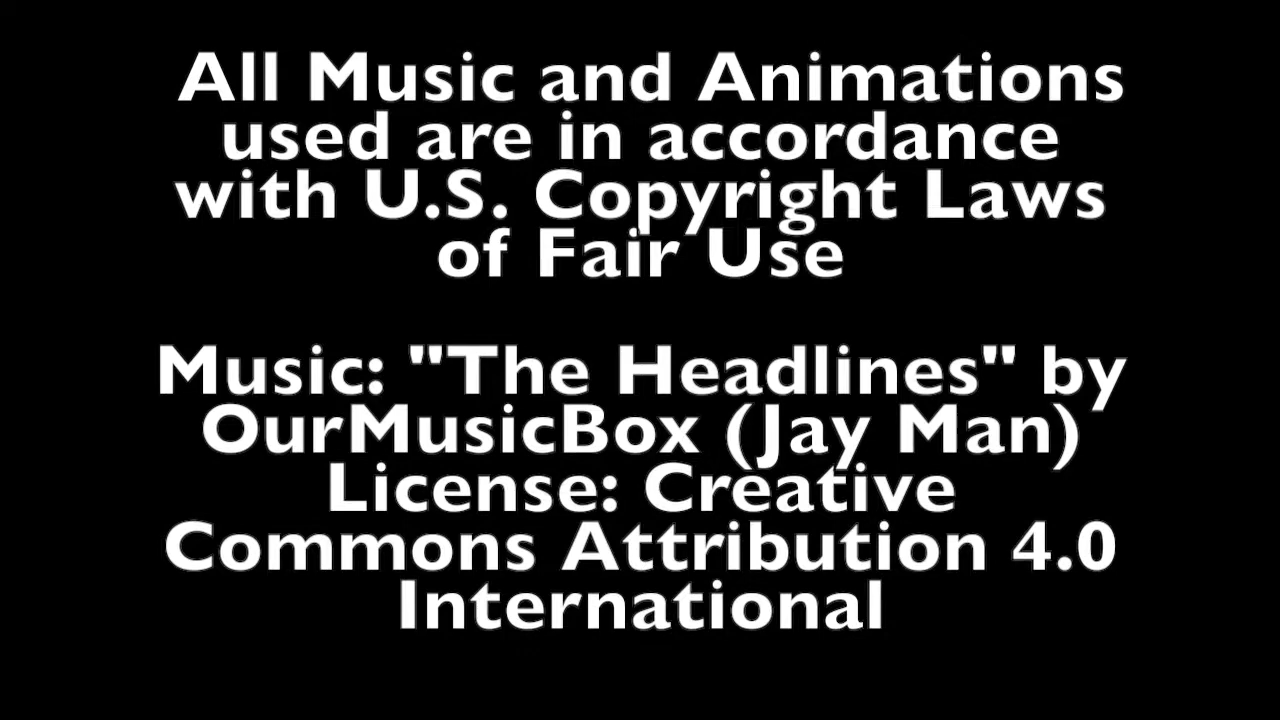 All Music and Animations
used are in accordance
with U.S. Copyright Laws
of Fair Use
Music: "The Headlines" by
OurMusicBox (Jay Man)
License: Creative
Commons Attribution 4.0
International